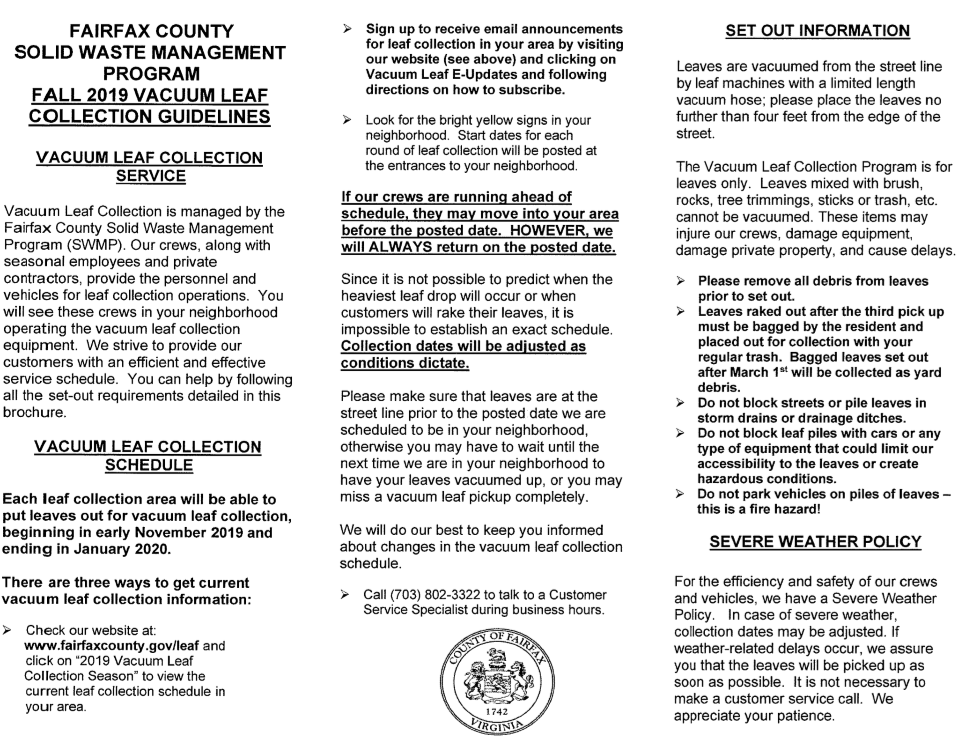 FAIRFAX COUNTY
SOLID WASTE MANAGEMENT
PROGRAM
FALL 2019 VACUUM LEAF
COLLECTION GUIDELINES
VACUUM LEAF COLLECTION
SERVICE
Vacuum Leaf Collection is managed by the
Fairfax County Solid Waste Management
Program (SWMP). Our crews, along with
seasonal employees and private
contractors, provide the personnel and
vehicles for leaf collection operations. You
will see these crews in your neighborhood
operating the vacuum leaf collection
equipment. We strive to provide our
customers with an efficient and effective
service schedule. You can help by following
all the set-out requirements detailed in this
brochure.
VACUUM LEAF COLLECTION
SCHEDULE
Each leaf collection area will be able to
put leaves out for vacuum leaf collection,
beginning in early November 2019 and
ending in January 2020.
There are three ways to get current
vacuum leaf collection information:
➢ Check our website at:
www.fairfaxcounty.gov/leaf and
click on "2019 Vacuum Leaf
Collection Season" to view the
current leaf collection schedule in
your area.
➢ Sign up to receive email announcements
for leaf collection in your area by visiting
our website (see above) and clicking on
Vacuum Leaf E-Updates and following
directions on how to subscribe.
➢ Look for the bright yellow signs in your
neighborhood. Start dates for each
round of leaf collection will be posted at
the entrances to your neighborhood.
If our crews are running ahead of
schedule, they may move into your area
before the posted date. HOWEVER, we
will ALWAYS return on the posted date.
Since it is not possible to predict when the
heaviest leaf drop will occur or when
customers will rake their leaves, it is
impossible to establish an exact schedule.
Collection dates will be adjusted as
conditions dictate.
Please make sure that leaves are at the
street line prior to the posted date we are
scheduled to be in your neighborhood,
otherwise you may have to wait until the
next time we are in your neighborhood to
have your leaves vacuumed up, or you may
miss a vacuum leaf pickup completely.
We will do our best to keep you informed
about changes in the vacuum leaf collection
schedule.
➢ Call (703) 802-3322 to talk to a Customer
Service Specialist during business hours.
COUNTY OF FAIRFAX
1742
VIRGINIA
SET OUT INFORMATION
Leaves are vacuumed from the street line
by leaf machines with a limited length
vacuum hose; please place the leaves no
further than four feet from the edge of the
street.
The Vacuum Leaf Collection Program is for
leaves only. Leaves mixed with brush,
rocks, tree trimmings, sticks or trash, etc.
cannot be vacuumed. These items may
injure our crews, damage equipment,
damage private property, and cause delays.
➢ Please remove all debris from leaves
prior to set out.
➢ Leaves raked out after the third pick up
must be bagged by the resident and
placed out for collection with your
regular trash. Bagged leaves set out
after March 1st will be collected as yard
debris.
➢ Do not block streets or pile leaves in
storm drains or drainage ditches.
➢ Do not block leaf piles with cars or any
type of equipment that could limit our
accessibility to the leaves or create
hazardous conditions.
➢ Do not park vehicles on piles of leaves –
this is a fire hazard!
SEVERE WEATHER POLICY
For the efficiency and safety of our crews
and vehicles, we have a Severe Weather
Policy. In case of severe weather,
collection dates may be adjusted. If
weather-related delays occur, we assure
you that the leaves will be picked up as
soon as possible. It is not necessary to
make a customer service call. We
appreciate your patience.